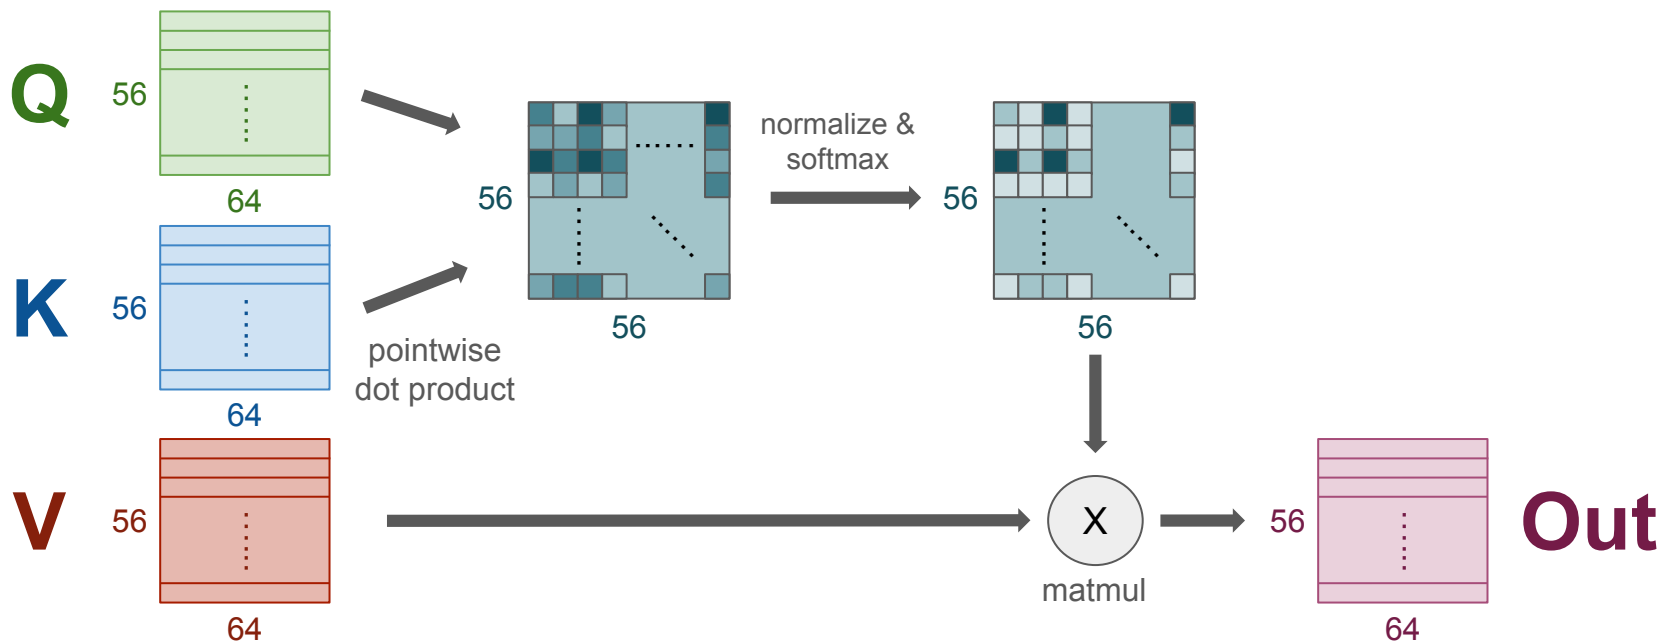 Q
56
64
K
56
64
pointwise
dot product
V
56
64
56
56
normalize &
softmax
56
56
X
matmul
56
64
Out